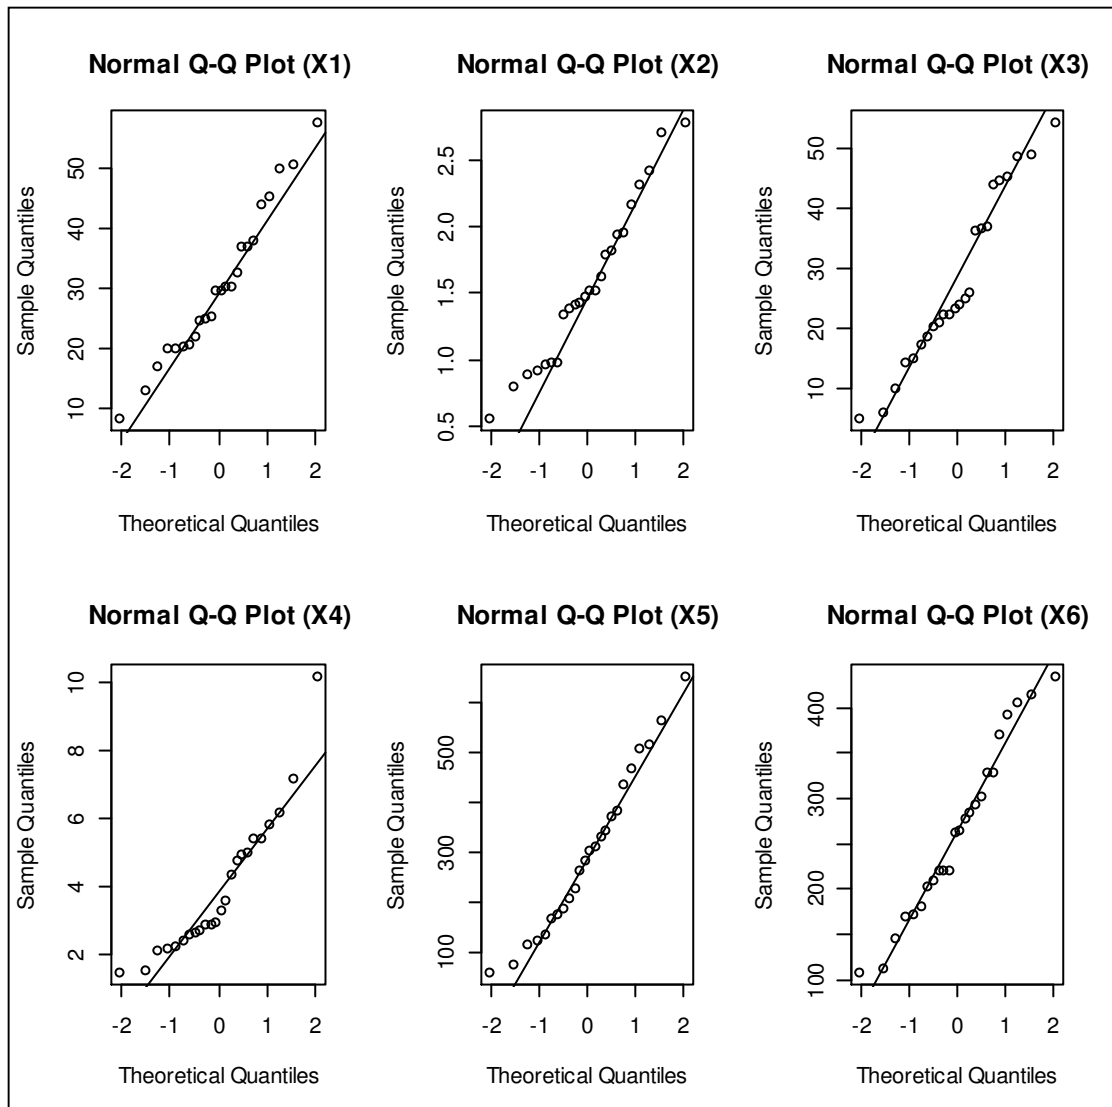 Normal Q-Q Plot (X1)
Sample Quantiles
10 20 30 40 50
-2 -1 0 1 2
Theoretical Quantiles
Normal Q-Q Plot (X2)
Sample Quantiles
0.5 1.0 1.5 2.0 2.5
-2 -1 0 1 2
Theoretical Quantiles
Normal Q-Q Plot (X3)
Sample Quantiles
10 20 30 40 50
-2 -1 0 1 2
Theoretical Quantiles
Normal Q-Q Plot (X4)
Sample Quantiles
2 4 6 8 10
-2 -1 0 1 2
Theoretical Quantiles
Normal Q-Q Plot (X5)
Sample Quantiles
100 300 500
-2 -1 0 1 2
Theoretical Quantiles
Normal Q-Q Plot (X6)
Sample Quantiles
100 200 300 400
-2 -1 0 1 2
Theoretical Quantiles